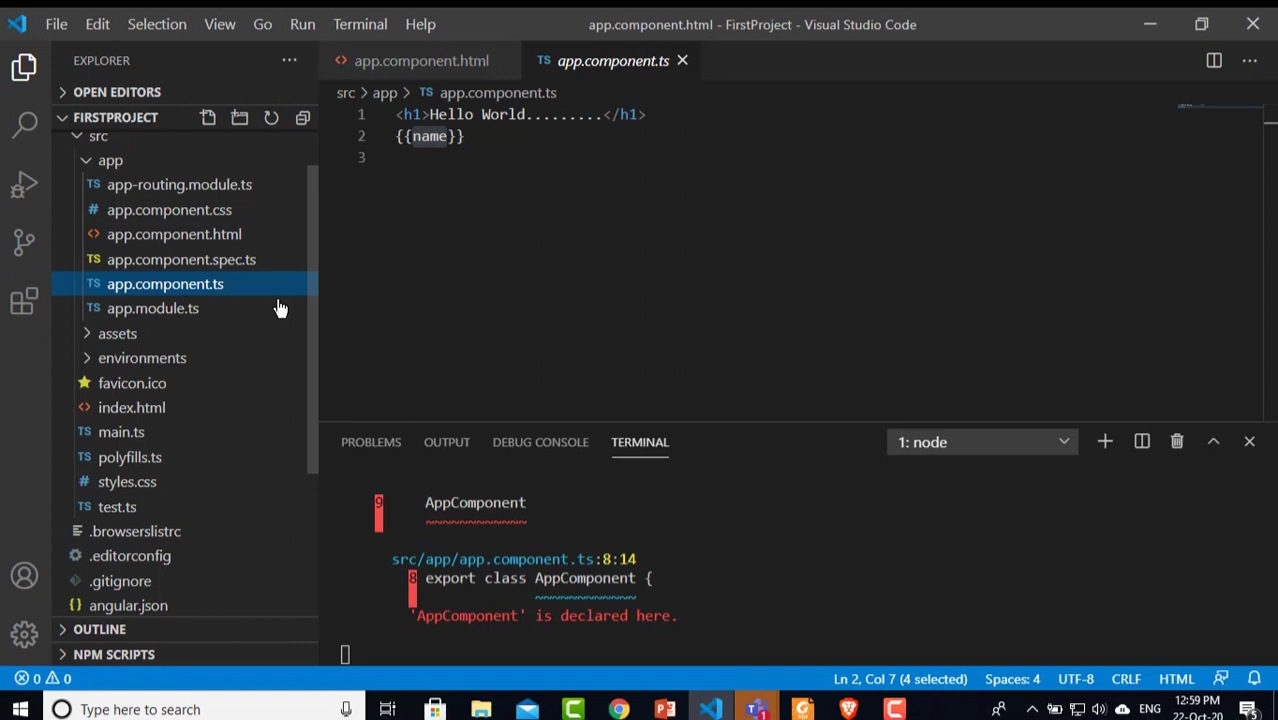 File Edit Selection View Go Run Terminal Help app.component.html - FirstProject - Visual Studio Code
EXPLORER
OPEN EDITORS
FIRSTPROJECT
src
app
app-routing.module.ts
app.component.css
app.component.html
app.component.spec.ts
app.component.ts
app.module.ts
assets
environments
favicon.ico
index.html
main.ts
polyfills.ts
styles.css
test.ts
.browserslistrc
.editorconfig
.gitignore
angular.json
OUTLINE
NPM SCRIPTS
app.component.html TS app.component.ts
src > app > TS app.component.ts
1 <h1>Hello World.........</h1>
2 {{name}}
3
PROBLEMS OUTPUT DEBUG CONSOLE TERMINAL 1: node
9 AppComponent
~~~~~~~~~~~~
src/app/app.component.ts:8:14
8 export class AppComponent {
~~~~~~~~~~~~
'AppComponent' is declared here.
0 0 Ln 2, Col 7 (4 selected) Spaces: 4 UTF-8 CRLF HTML
Type here to search ENG 12:59 PM
22-Oct-20